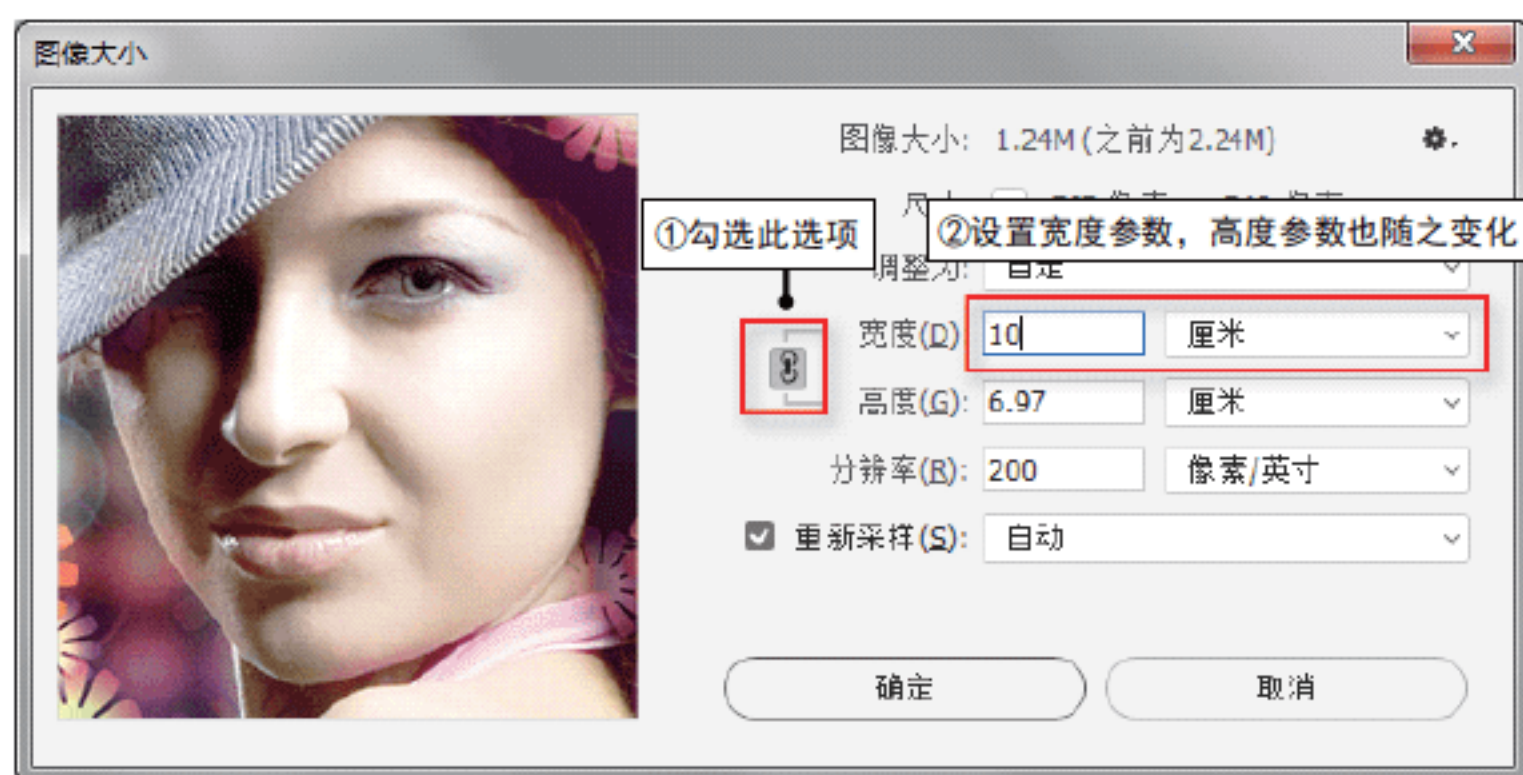 图像大小
图像大小: 1.24M (之前为2.24M)
①勾选此选项
②设置宽度参数，高度参数也随之变化
宽度(D) 10 厘米
高度(G): 6.97 厘米
分辨率(R): 200 像素/英寸
重新采样(S): 自动
确定 取消